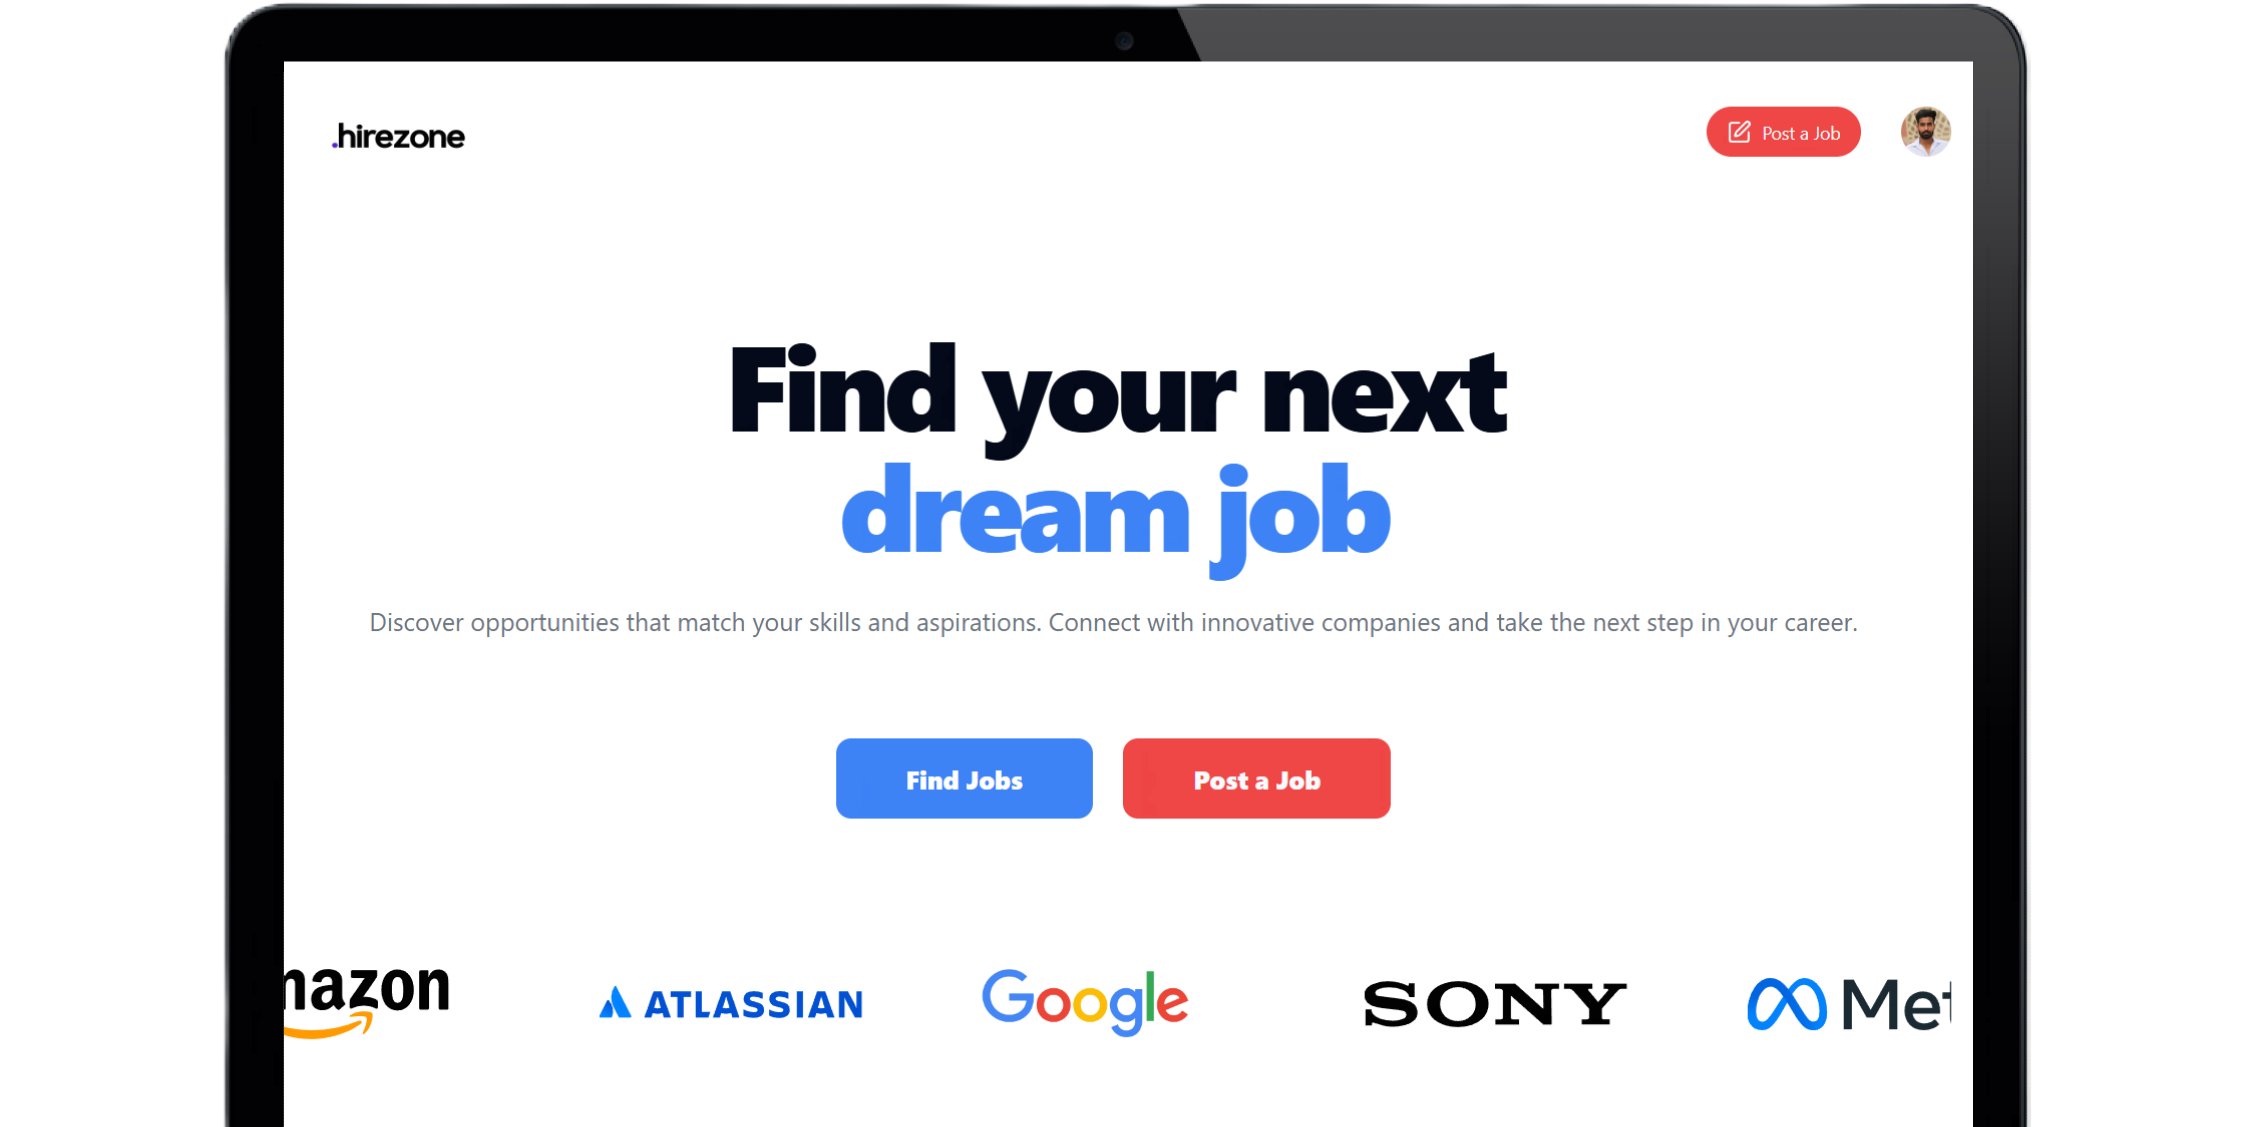 .hirezone
Post a Job
Find your next
dream job
Discover opportunities that match your skills and aspirations. Connect with innovative companies and take the next step in your career.
Find Jobs
Post a Job
mazon
ATLASSIAN
Google
SONY
Met